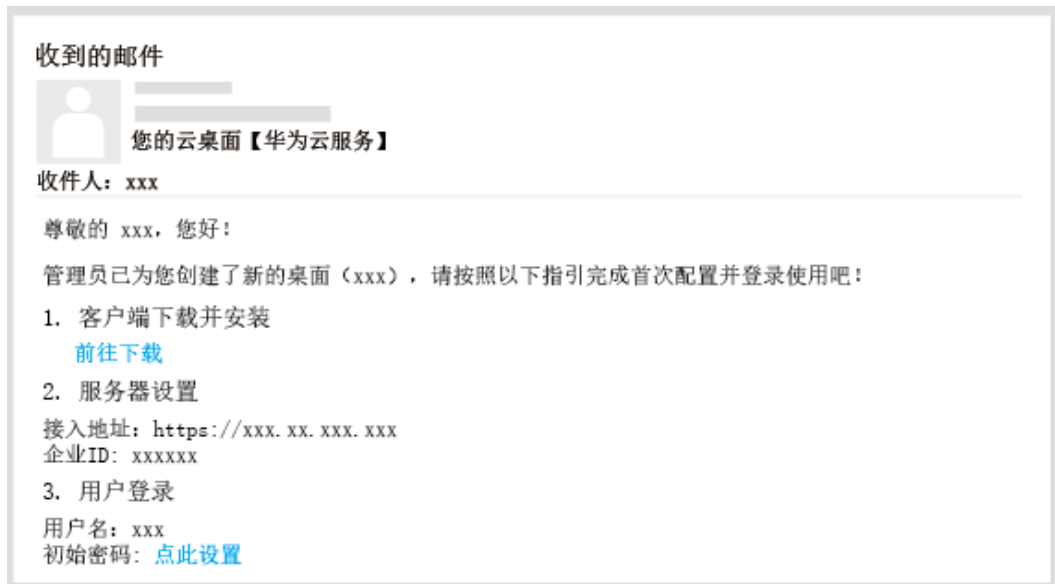 收到的邮件
您的云桌面【华为云服务】
收件人: xxx
尊敬的 xxx, 您好!
管理员已为您创建了新的桌面（xxx）, 请按照以下指引完成首次配置并登录使用吧!
1. 客户端下载并安装
前往下载
2. 服务器设置
接入地址: https://xxx.xx.xxx.xxx
企业ID: xxxxxx
3. 用户登录
用户名: xxx
初始密码: 点此设置